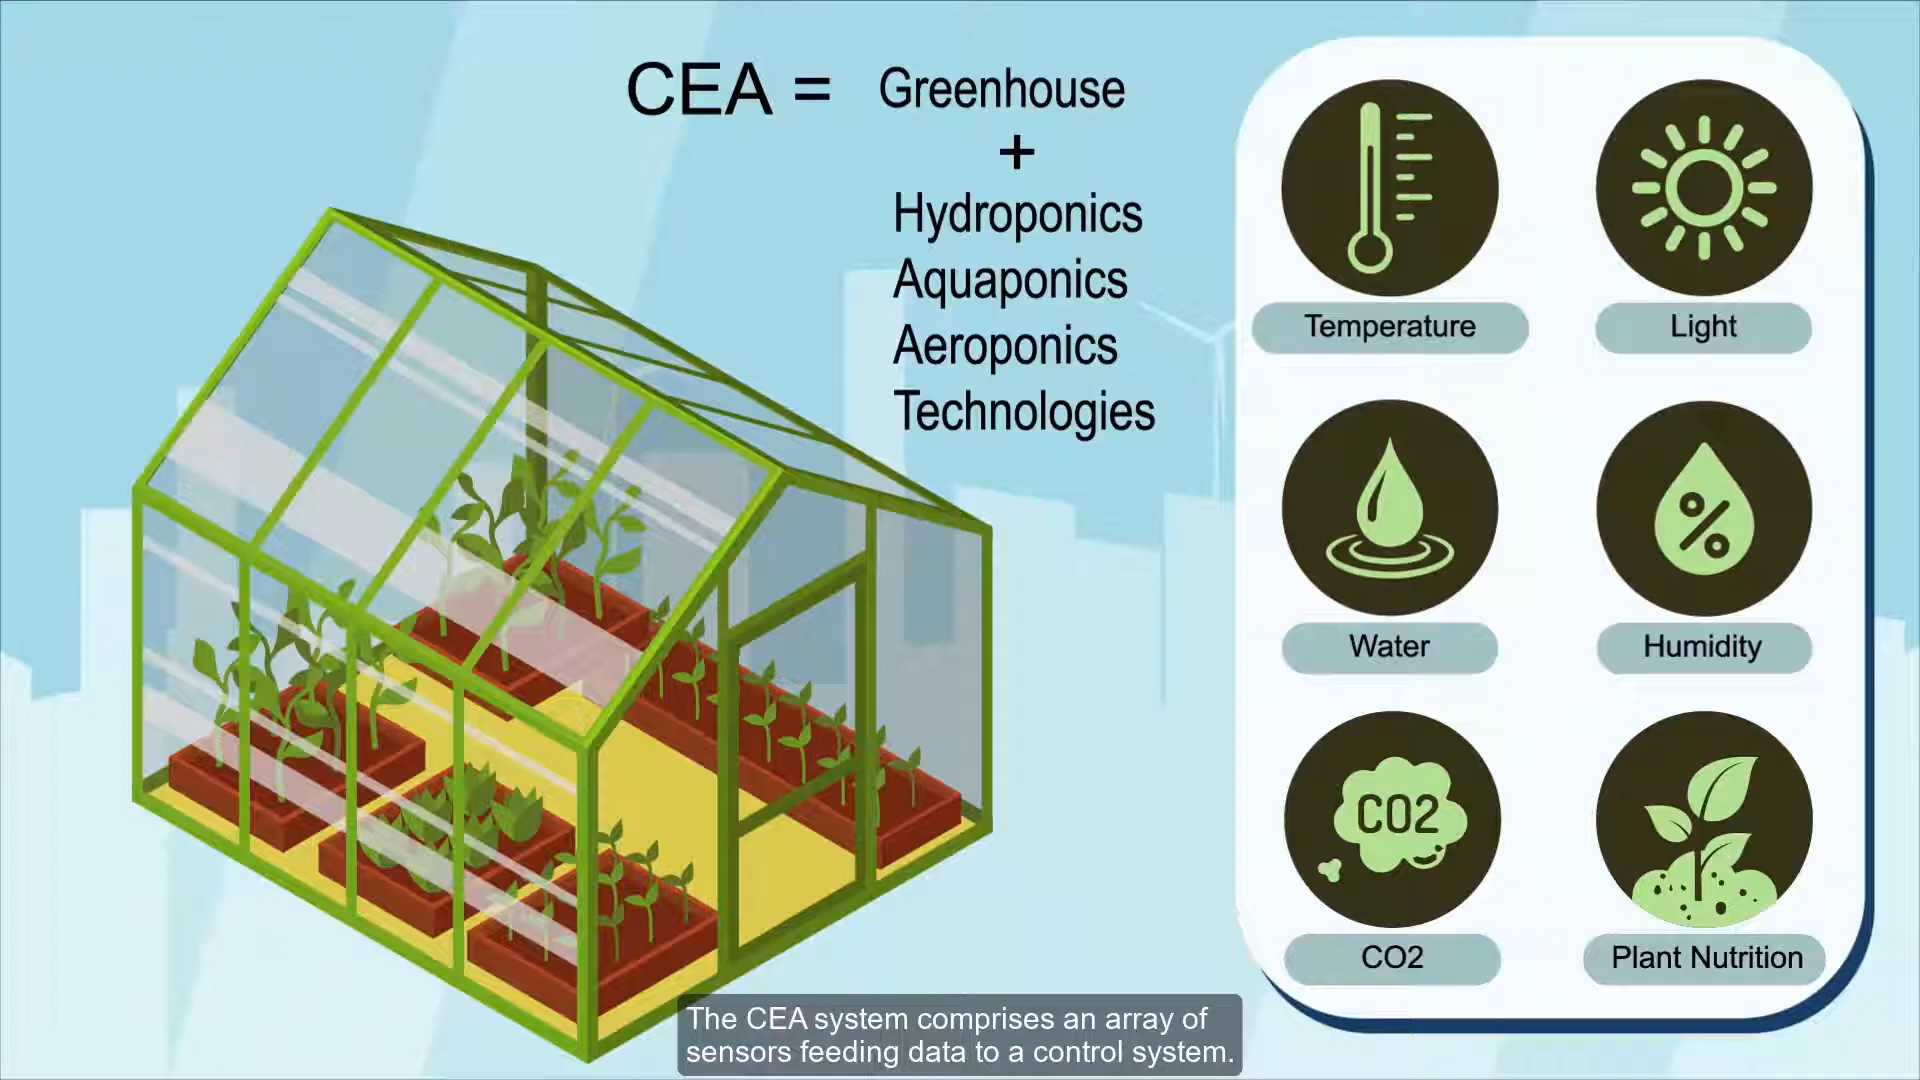 CEA = Greenhouse
+
Hydroponics
Aquaponics
Aeroponics
Technologies
Temperature
Light
Water
%
Humidity
CO2
CO2
Plant Nutrition
The CEA system comprises an array of
sensors feeding data to a control system.